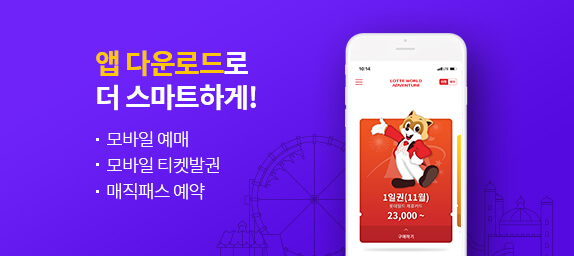 앱 다운로드로
더 스마트하게!
· 모바일 예매
· 모바일 티켓발권
· 매직패스 예약
10:14
LOTTE WORLD
ADVENTURE
1일권(11월)
23,000 ~
구매하기